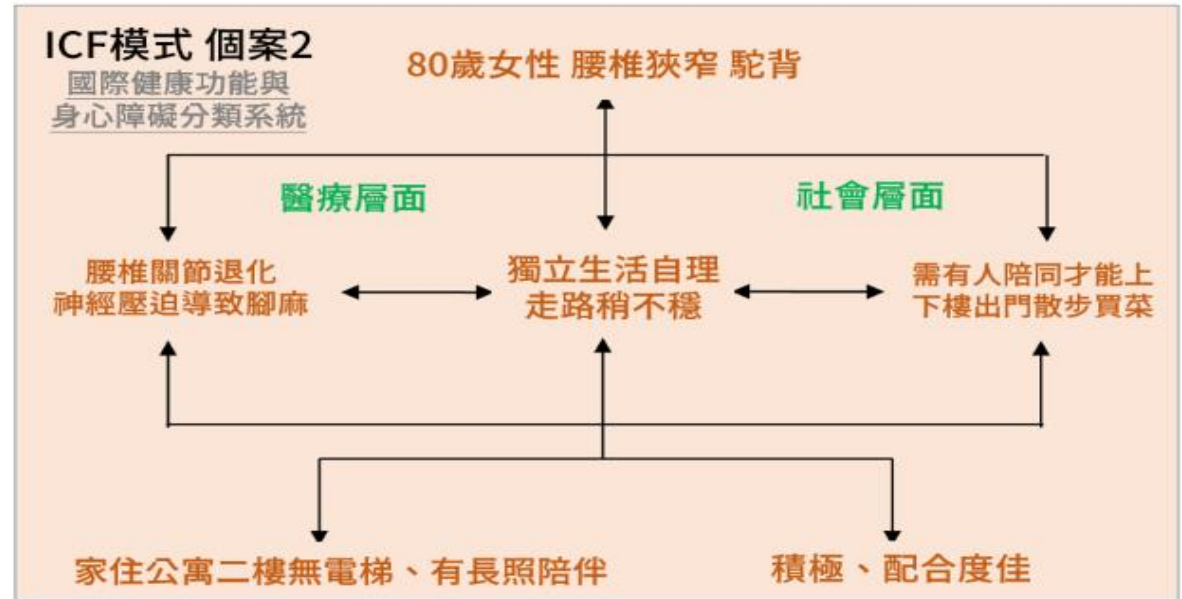 ICF模式 個案2
國際健康功能與
身心障礙分類系統
80歲女性 腰椎狹窄 駝背
醫療層面
社會層面
腰椎關節退化
神經壓迫導致腳麻
獨立生活自理
走路稍不穩
需有人陪同才能上
下樓出門散步買菜
家住公寓二樓無電梯、有長照陪伴
積極、配合度佳